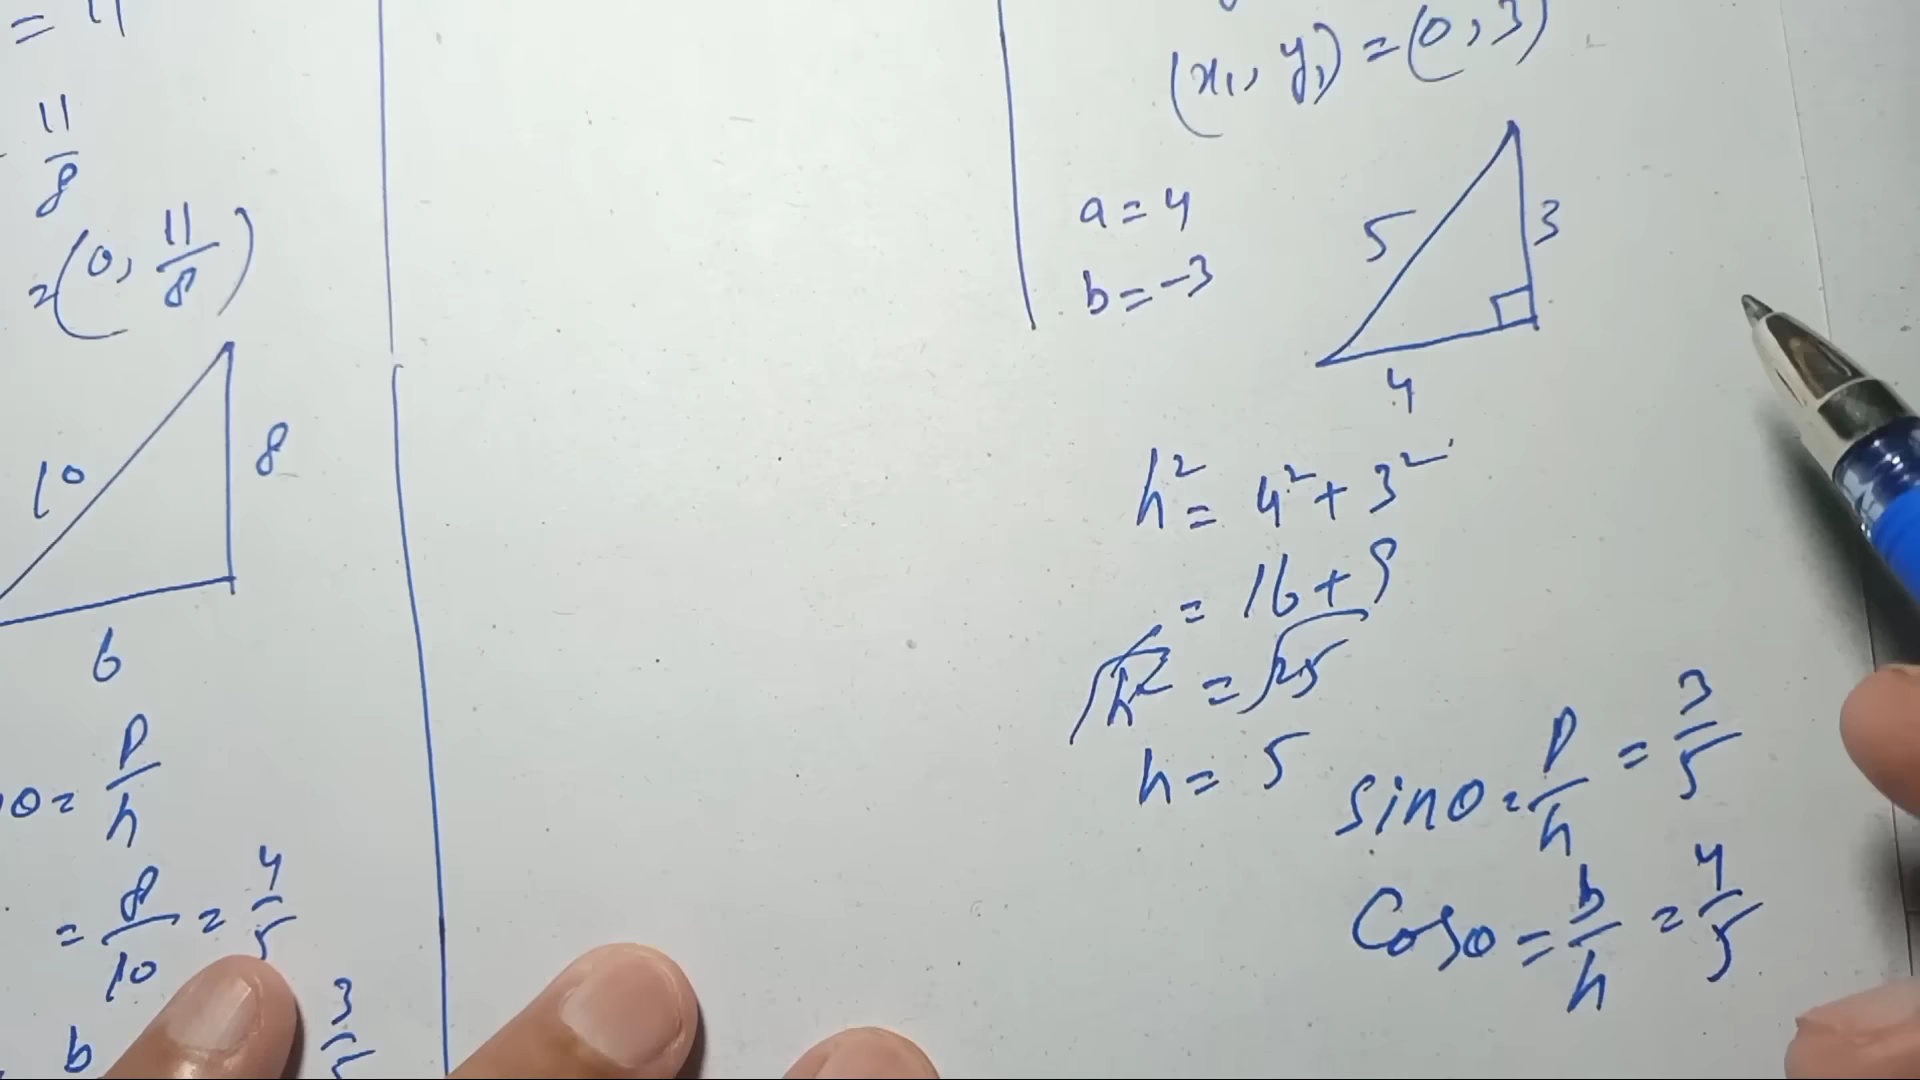 = 11
11/8
=(0, 11/8)
10
8
6
θ = p/h
= 8/10 = 4/5
b
3
(x₁, y₁) = (0, 3)
a = 4
b = -3
5
3
4
h² = 4² + 3²
= 16 + 9
√h² = √25
h = 5
sinθ = p/h = 3/5
Cosθ = b/h = 4/5